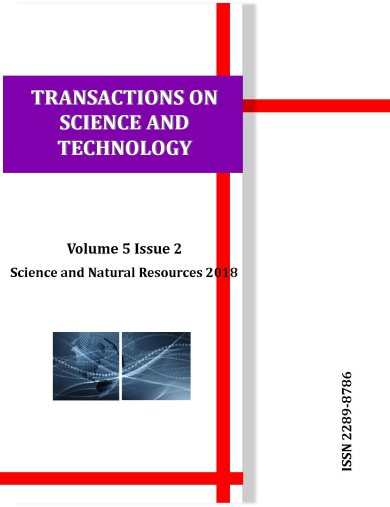 TRANSACTIONS ON
SCIENCE AND
TECHNOLOGY
Volume 5 Issue 2
Science and Natural Resources 2018
ISSN 2289-8786